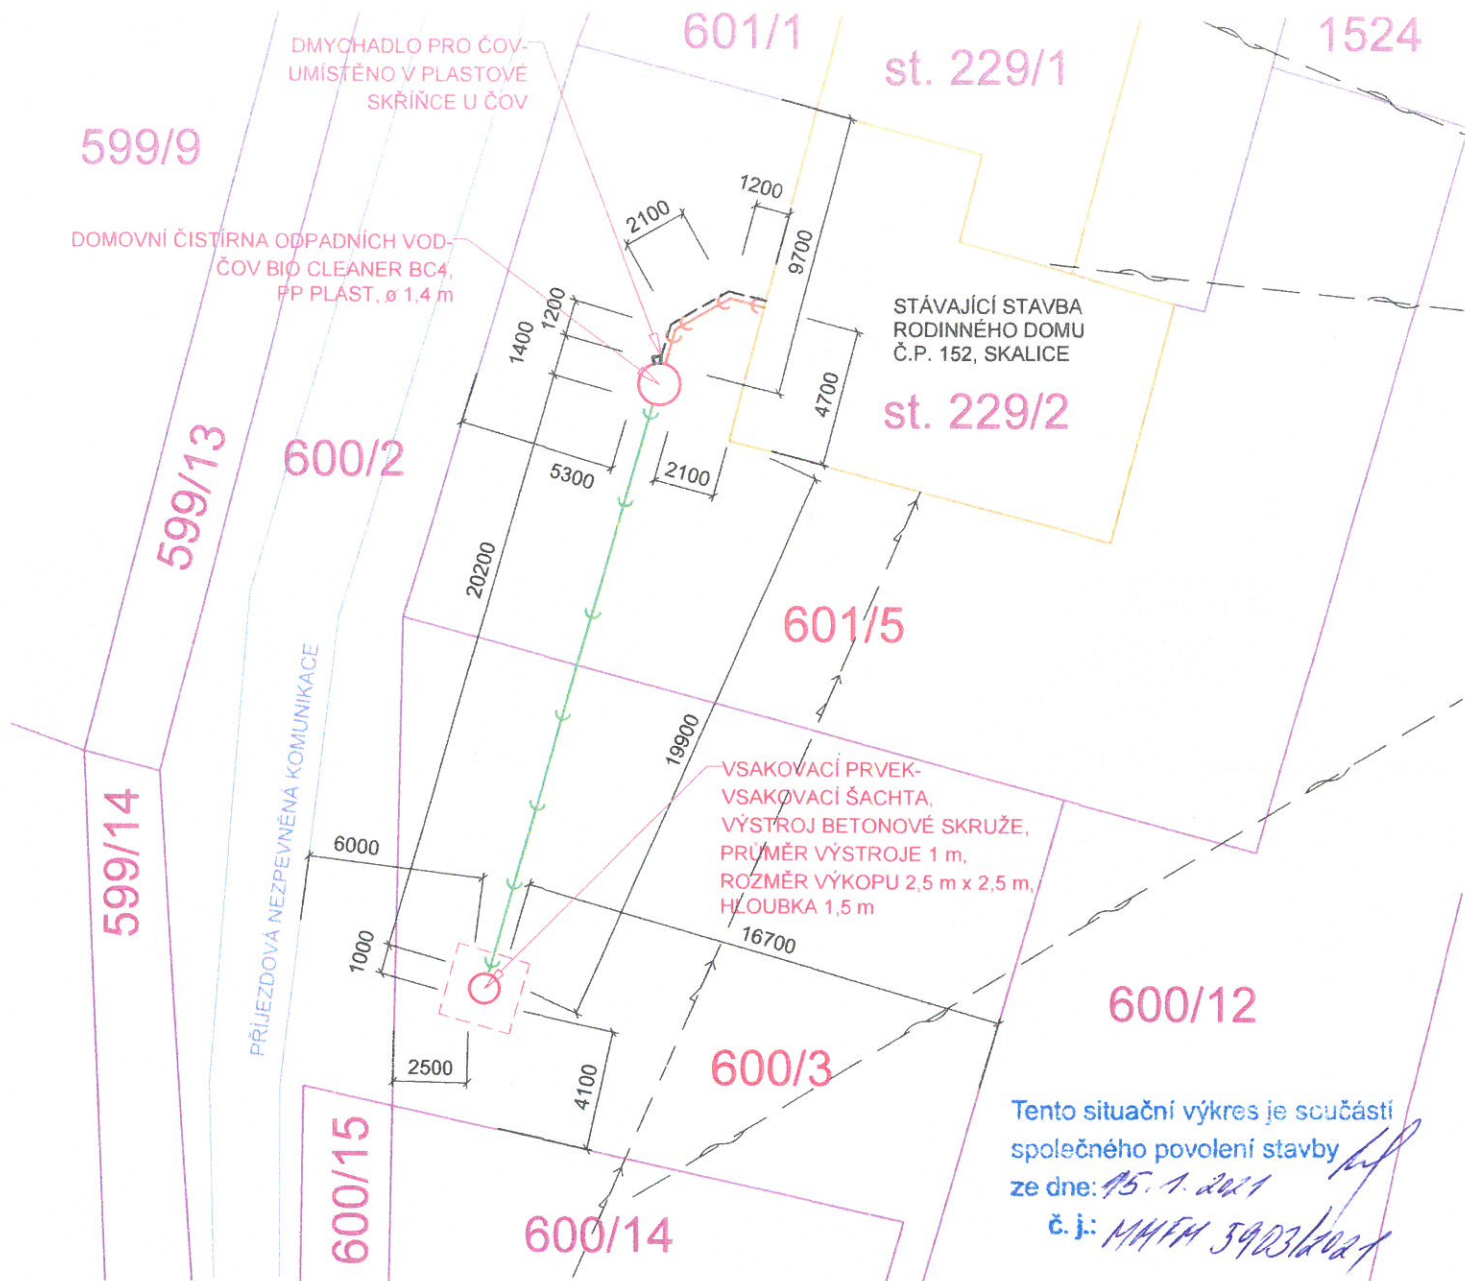 601/1
1524
DMYCHADLO PRO ČOV-
UMÍSTĚNO V PLASTOVÉ
SKŘÍŇCE U ČOV
st. 229/1
599/9
1200
2100
9700
DOMOVNÍ ČISTÍRNA ODPADNÍCH VOD-
ČOV BIO CLEANER BC4,
PP PLAST, ø 1,4 m
1200
1400
STÁVAJÍCÍ STAVBA
RODINNÉHO DOMU
Č.P. 152, SKALICE
4700
st. 229/2
599/13
600/2
5300
2100
20200
601/5
PŘÍJEZDOVÁ NEZPEVNĚNÁ KOMUNIKACE
19900
VSAKOVACÍ PRVEK-
VSAKOVACÍ ŠACHTA,
VÝSTROJ BETONOVÉ SKRUŽE,
PRŮMĚR VÝSTROJE 1 m,
ROZMĚR VÝKOPU 2,5 m x 2,5 m,
HLOUBKA 1,5 m
599/14
6000
16700
1000
600/12
2500
4100
600/3
600/15
600/14
Tento situační výkres je součástí
společného povolení stavby
ze dne: 15. 1. 2021
č. j.: MMFM 5903/2021